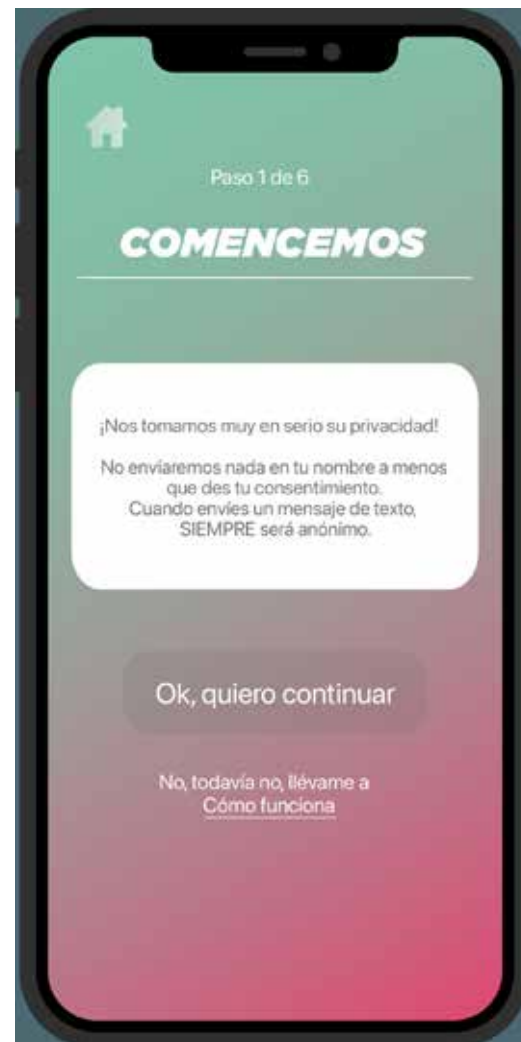 Paso 1 de 6
COMENCEMOS
¡Nos tomamos muy en serio su privacidad!
No enviaremos nada en tu nombre a menos
que des tu consentimiento.
Cuando envíes un mensaje de texto,
SIEMPRE será anónimo.
Ok, quiero continuar
No, todavía no, llévame a
Cómo funciona